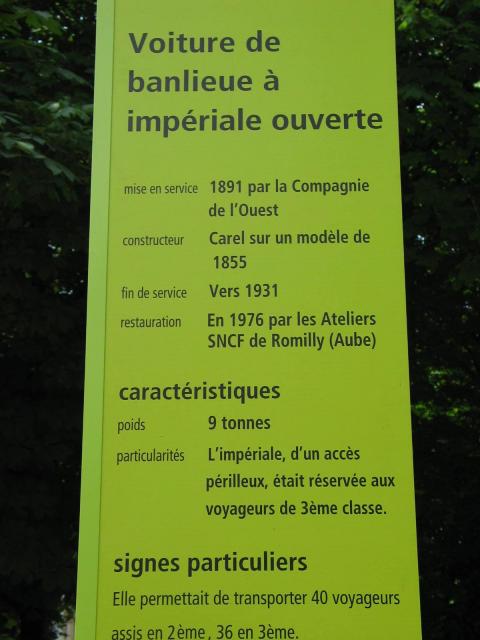 Voiture de
banlieue à
impériale ouverte
mise en service 1891 par la Compagnie
de l'Ouest
constructeur Carel sur un modèle de
1855
fin de service Vers 1931
restauration En 1976 par les Ateliers
SNCF de Romilly (Aube)
caractéristiques
poids 9 tonnes
particularités L'impériale, d'un accès
périlleux, était réservée aux
voyageurs de 3ème classe.
signes particuliers
Elle permettait de transporter 40 voyageurs
assis en 2ème, 36 en 3ème.